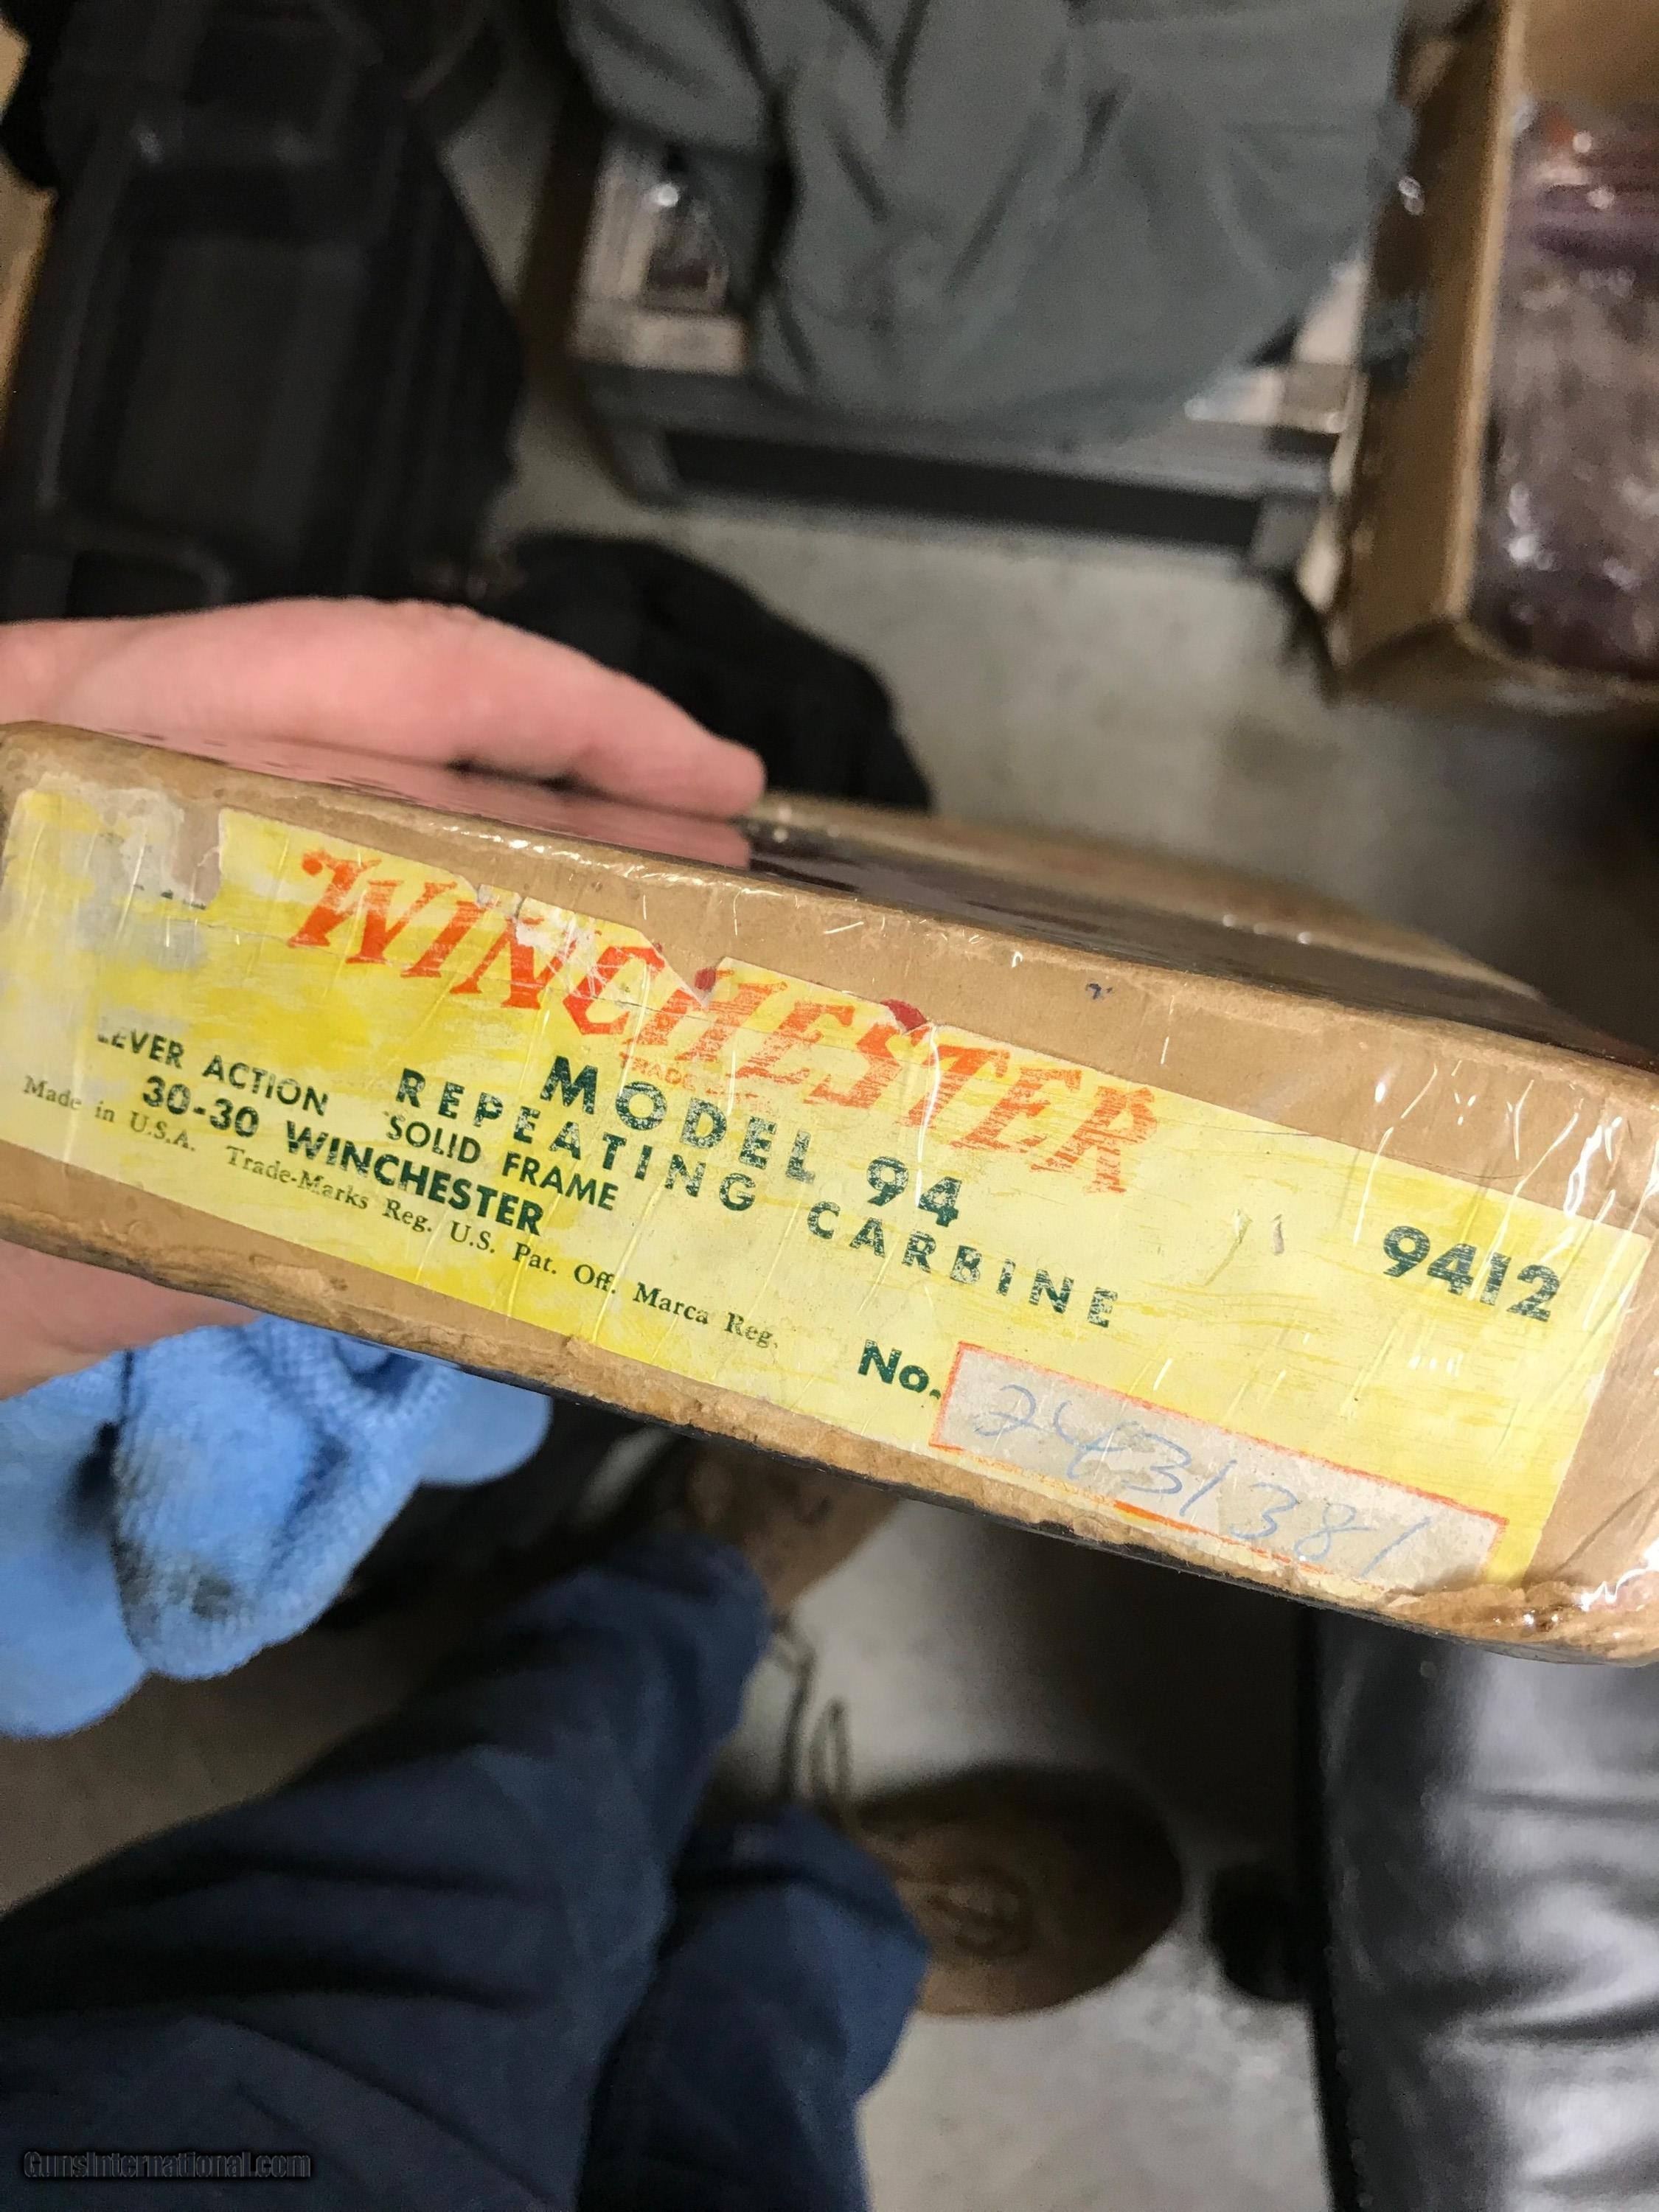 WINCHESTER
TRADE
MODEL 94
REPEATING CARBINE
9412
LEVER ACTION SOLID FRAME
30-30 WINCHESTER
Made in U.S.A. Trade-Marks Reg. U.S. Pat. Off. Marca Reg.
No. 2431381
GunsInternational.com